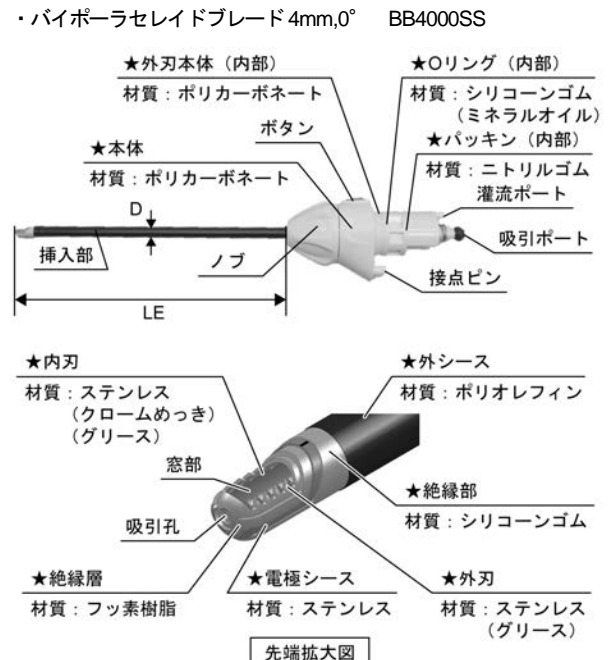 ・バイポーラセレイドブレード 4mm,0°　BB4000SS
★外刃本体（内部）
材質：ポリカーボネート
★Oリング（内部）
材質：シリコーンゴム
（ミネラルオイル）
ボタン
★パッキン（内部）
材質：ニトリルゴム
★本体
材質：ポリカーボネート
灌流ポート
D
吸引ポート
挿入部
ノブ
接点ピン
LE
★内刃
材質：ステンレス
（クロームめっき）
（グリース）
★外シース
材質：ポリオレフィン
窓部
★絶縁部
材質：シリコーンゴム
吸引孔
★絶縁層
材質：フッ素樹脂
★電極シース
材質：ステンレス
★外刃
材質：ステンレス
（グリース）
先端拡大図